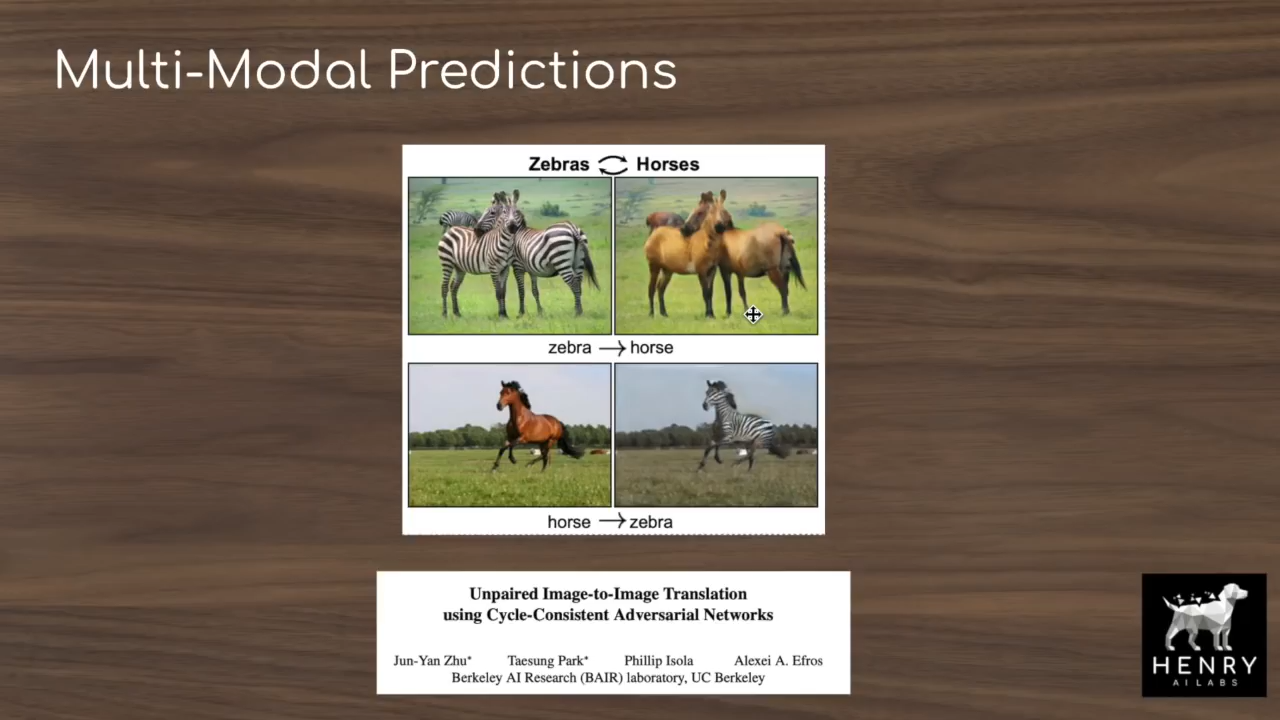 Multi-Modal Predictions
Zebras Horses
zebra → horse
horse → zebra
Unpaired Image-to-Image Translation
using Cycle-Consistent Adversarial Networks
Jun-Yan Zhu* Taesung Park* Phillip Isola Alexei A. Efros
Berkeley AI Research (BAIR) laboratory, UC Berkeley
HENRY
AI LABS